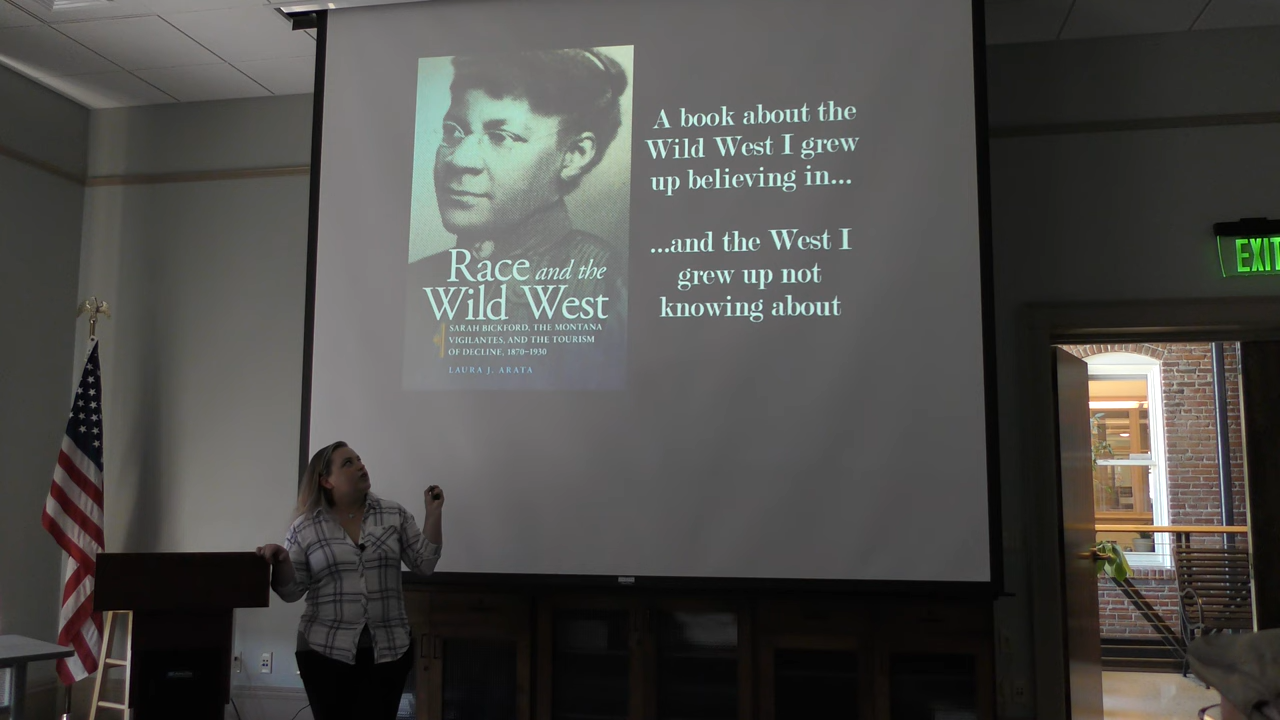 Race and the
Wild West
SARAH BICKFORD, THE MONTANA
VIGILANTES, AND THE TOURISM
OF DECLINE, 1870–1930
LAURA J. ARATA
A book about the
Wild West I grew
up believing in...
...and the West I
grew up not
knowing about
EXIT